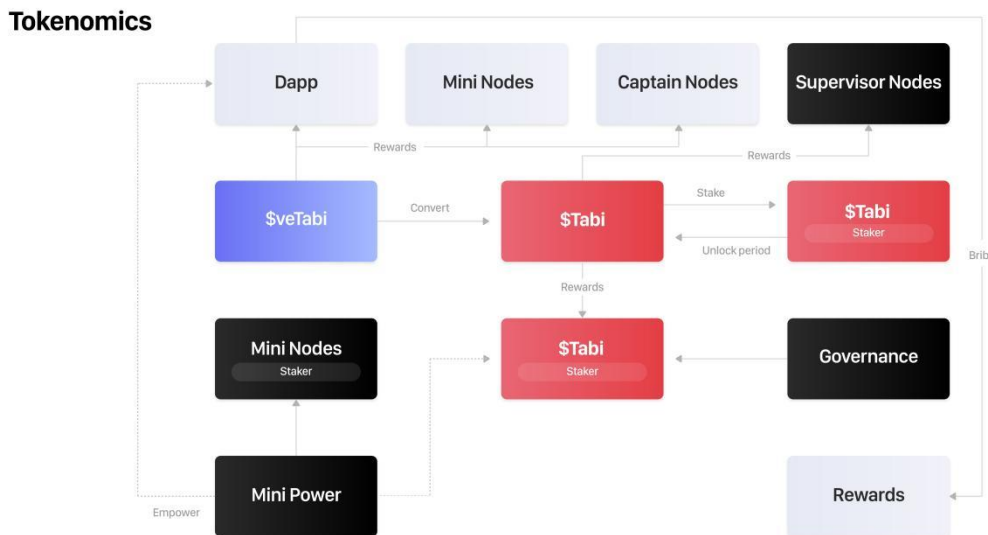 Tokenomics
Dapp
Mini Nodes
Captain Nodes
Supervisor Nodes
Rewards
Rewards
$veTabi
Convert
$Tabi
Stake
Unlock period
$Tabi
Staker
Brib
Rewards
Mini Nodes
Staker
$Tabi
Staker
Governance
Mini Power
Empower
Rewards